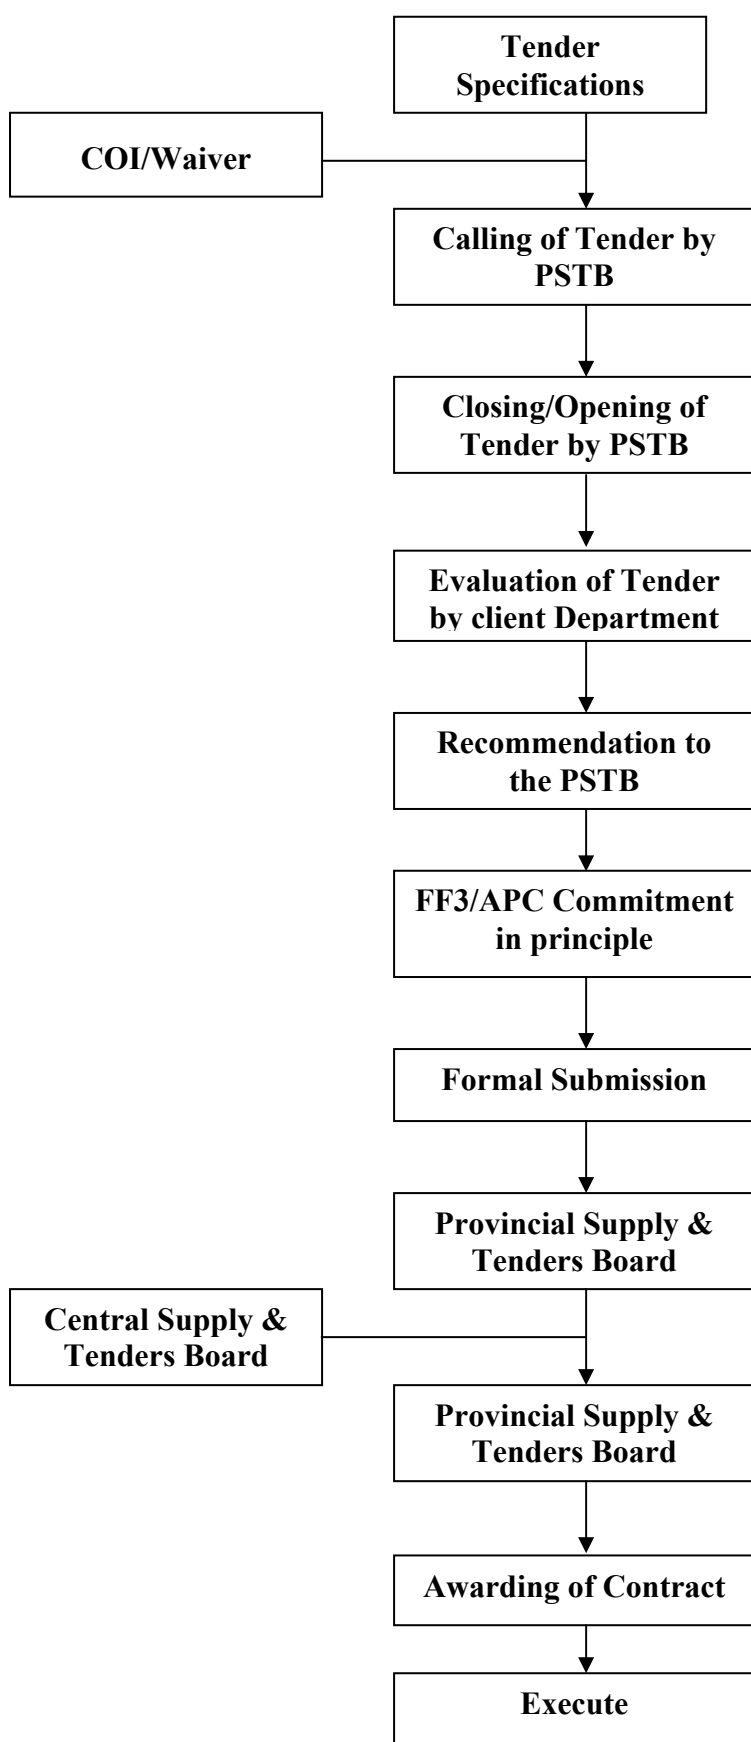 Tender
Specifications
COI/Waiver
Calling of Tender by
PSTB
Closing/Opening of
Tender by PSTB
Evaluation of Tender
by client Department
Recommendation to
the PSTB
FF3/APC Commitment
in principle
Formal Submission
Provincial Supply &
Tenders Board
Central Supply &
Tenders Board
Provincial Supply &
Tenders Board
Awarding of Contract
Execute